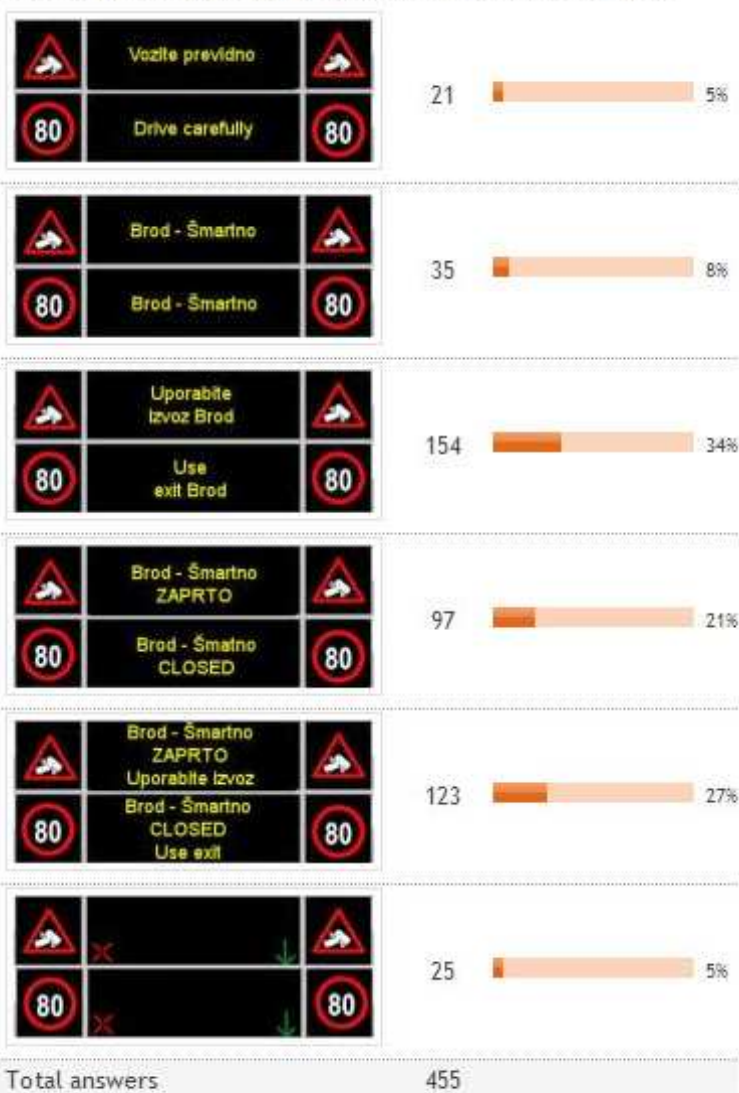 Vozite previdno
80 Drive carefully 80
21 5%
Brod - Šmartno
80 Brod - Šmartno 80
35 8%
Uporabite
Izvoz Brod
80 Use 80
exit Brod
154 34%
Brod - Šmartno
ZAPRTO
80 Brod - Šmatno 80
CLOSED
97 21%
Brod - Šmartno
ZAPRTO
Uporabite izvoz
80 Brod - Šmartno 80
CLOSED
Use exit
123 27%
80 80
25 5%
Total answers 455